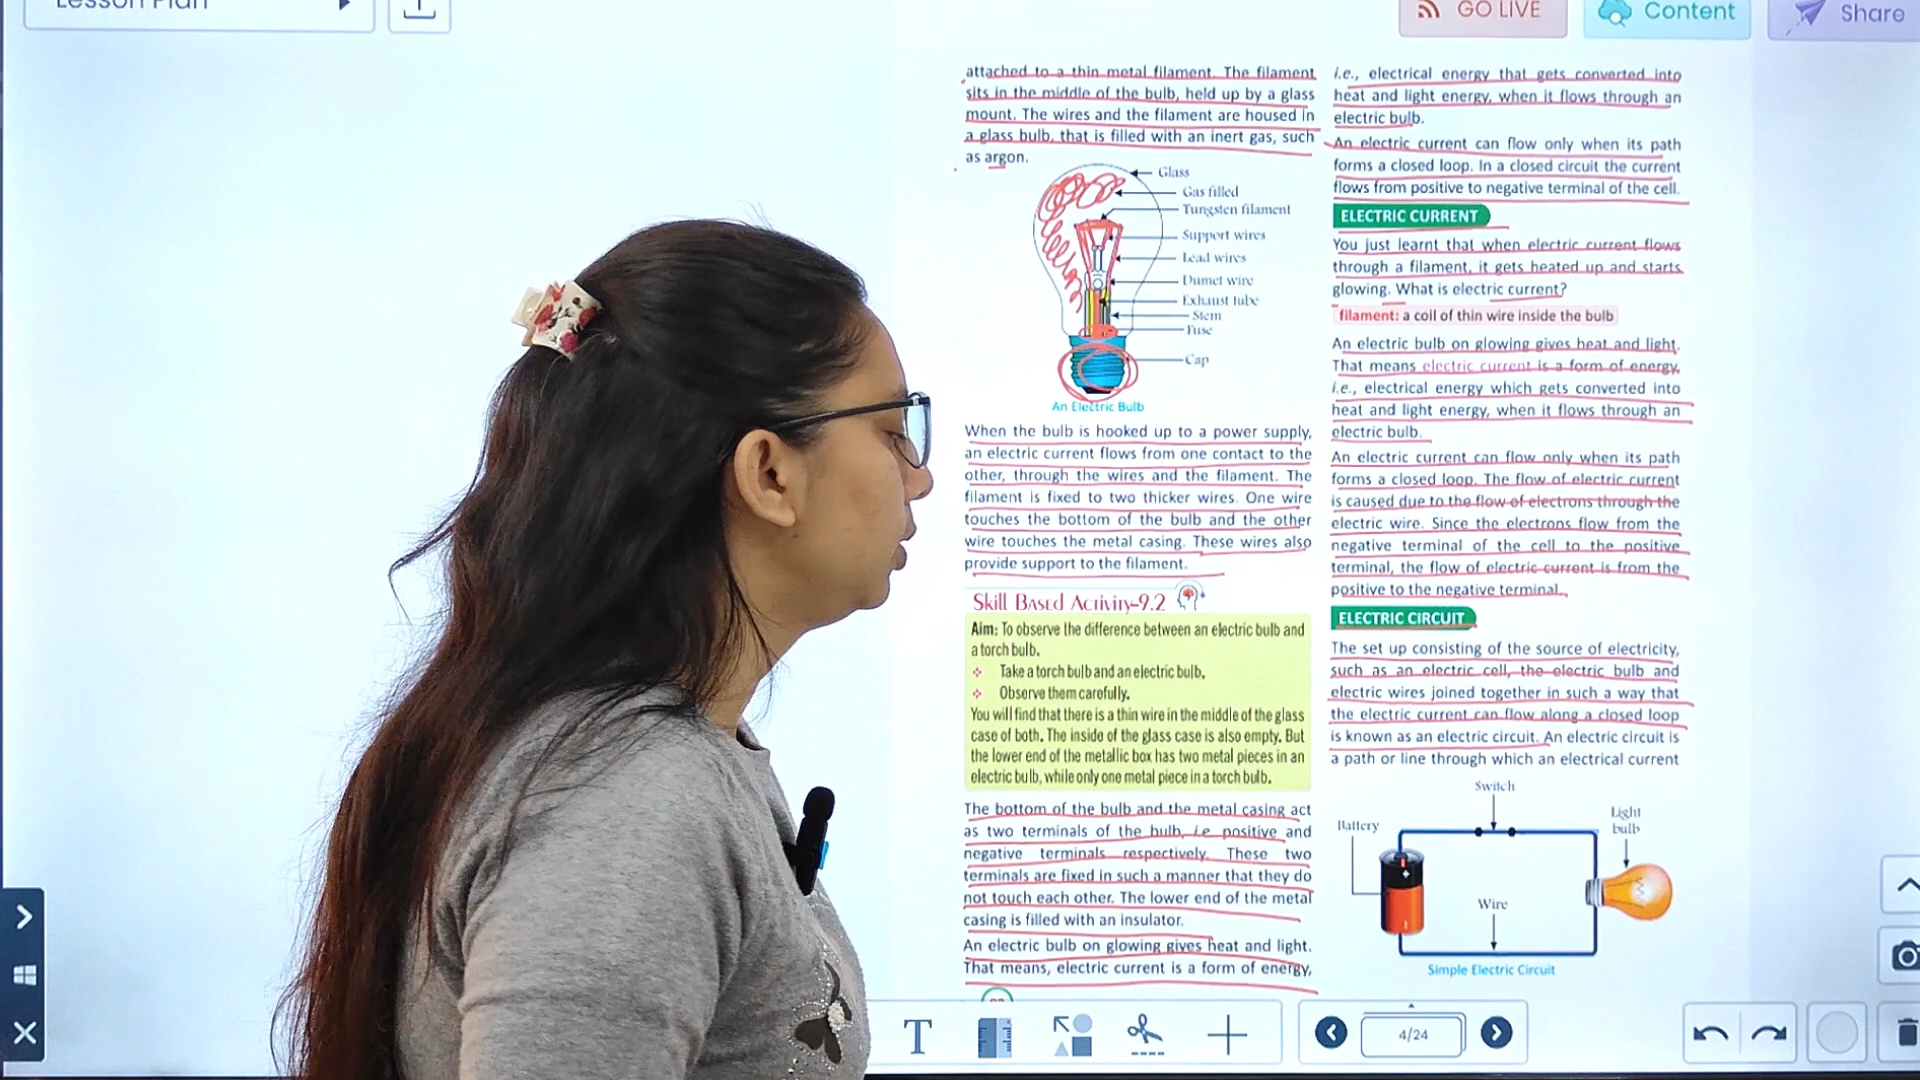 Lesson Plan
GO LIVE
Content
Share
attached to a thin metal filament. The filament
sits in the middle of the bulb, held up by a glass
mount. The wires and the filament are housed in
a glass bulb, that is filled with an inert gas, such
as argon.
Glass
Gas filled
Tungsten filament
Support wires
Lead wires
Dumet wire
Exhaust tube
Stem
Fuse
Cap
An Electric Bulb
When the bulb is hooked up to a power supply,
an electric current flows from one contact to the
other, through the wires and the filament. The
filament is fixed to two thicker wires. One wire
touches the bottom of the bulb and the other
wire touches the metal casing. These wires also
provide support to the filament.
Skill Based Activity-9.2
Aim: To observe the difference between an electric bulb and
a torch bulb.
Take a torch bulb and an electric bulb.
Observe them carefully.
You will find that there is a thin wire in the middle of the glass
case of both. The inside of the glass case is also empty. But
the lower end of the metallic box has two metal pieces in an
electric bulb, while only one metal piece in a torch bulb.
The bottom of the bulb and the metal casing act
as two terminals of the bulb, i.e positive and
negative terminals respectively. These two
terminals are fixed in such a manner that they do
not touch each other. The lower end of the metal
casing is filled with an insulator.
An electric bulb on glowing gives heat and light.
That means, electric current is a form of energy,
i.e., electrical energy that gets converted into
heat and light energy, when it flows through an
electric bulb.
An electric current can flow only when its path
forms a closed loop. In a closed circuit the current
flows from positive to negative terminal of the cell.
ELECTRIC CURRENT
You just learnt that when electric current flows
through a filament, it gets heated up and starts
glowing. What is electric current?
filament: a coil of thin wire inside the bulb
An electric bulb on glowing gives heat and light.
That means electric current is a form of energy,
i.e., electrical energy which gets converted into
heat and light energy, when it flows through an
electric bulb.
An electric current can flow only when its path
forms a closed loop. The flow of electric current
is caused due to the flow of electrons through the
electric wire. Since the electrons flow from the
negative terminal of the cell to the positive
terminal, the flow of electric current is from the
positive to the negative terminal.
ELECTRIC CIRCUIT
The set up consisting of the source of electricity,
such as an electric cell, the electric bulb and
electric wires joined together in such a way that
the electric current can flow along a closed loop
is known as an electric circuit. An electric circuit is
a path or line through which an electrical current
Switch
Battery
Light
bulb
Wire
Simple Electric Circuit
T
4/24